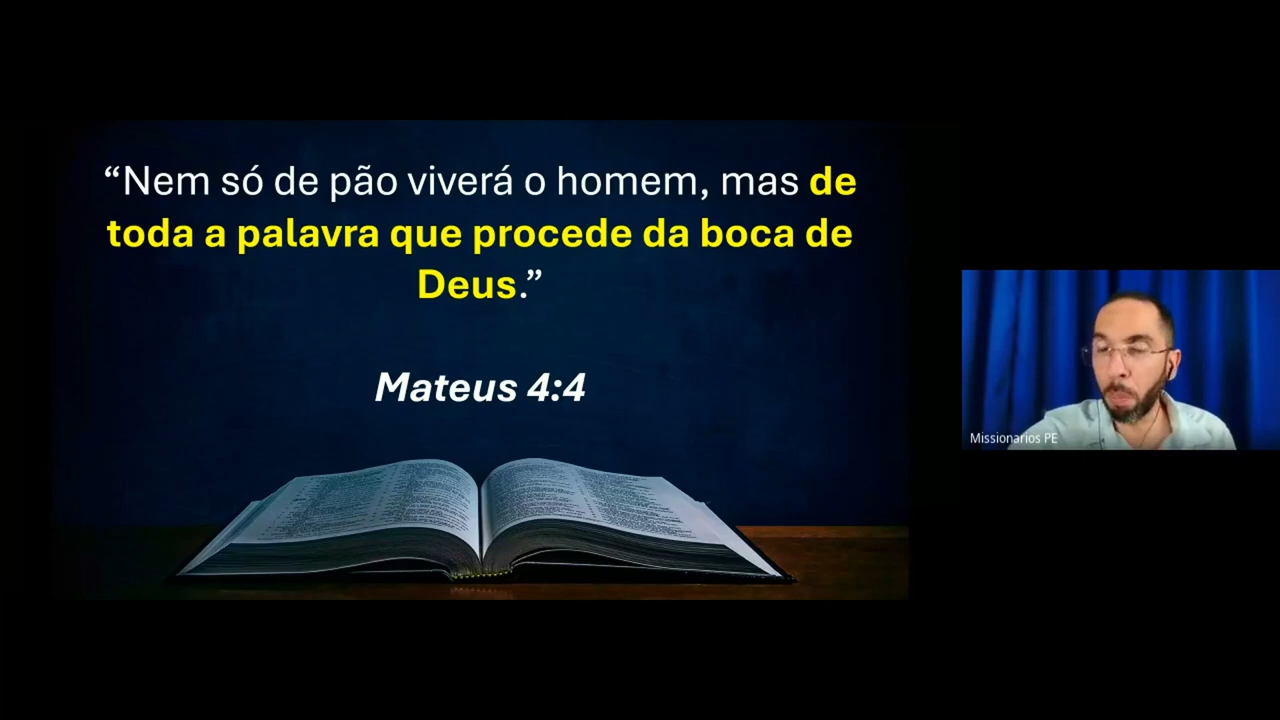 “Nem só de pão viverá o homem, mas de
toda a palavra que procede da boca de
Deus.”
Mateus 4:4
Missionarios PE